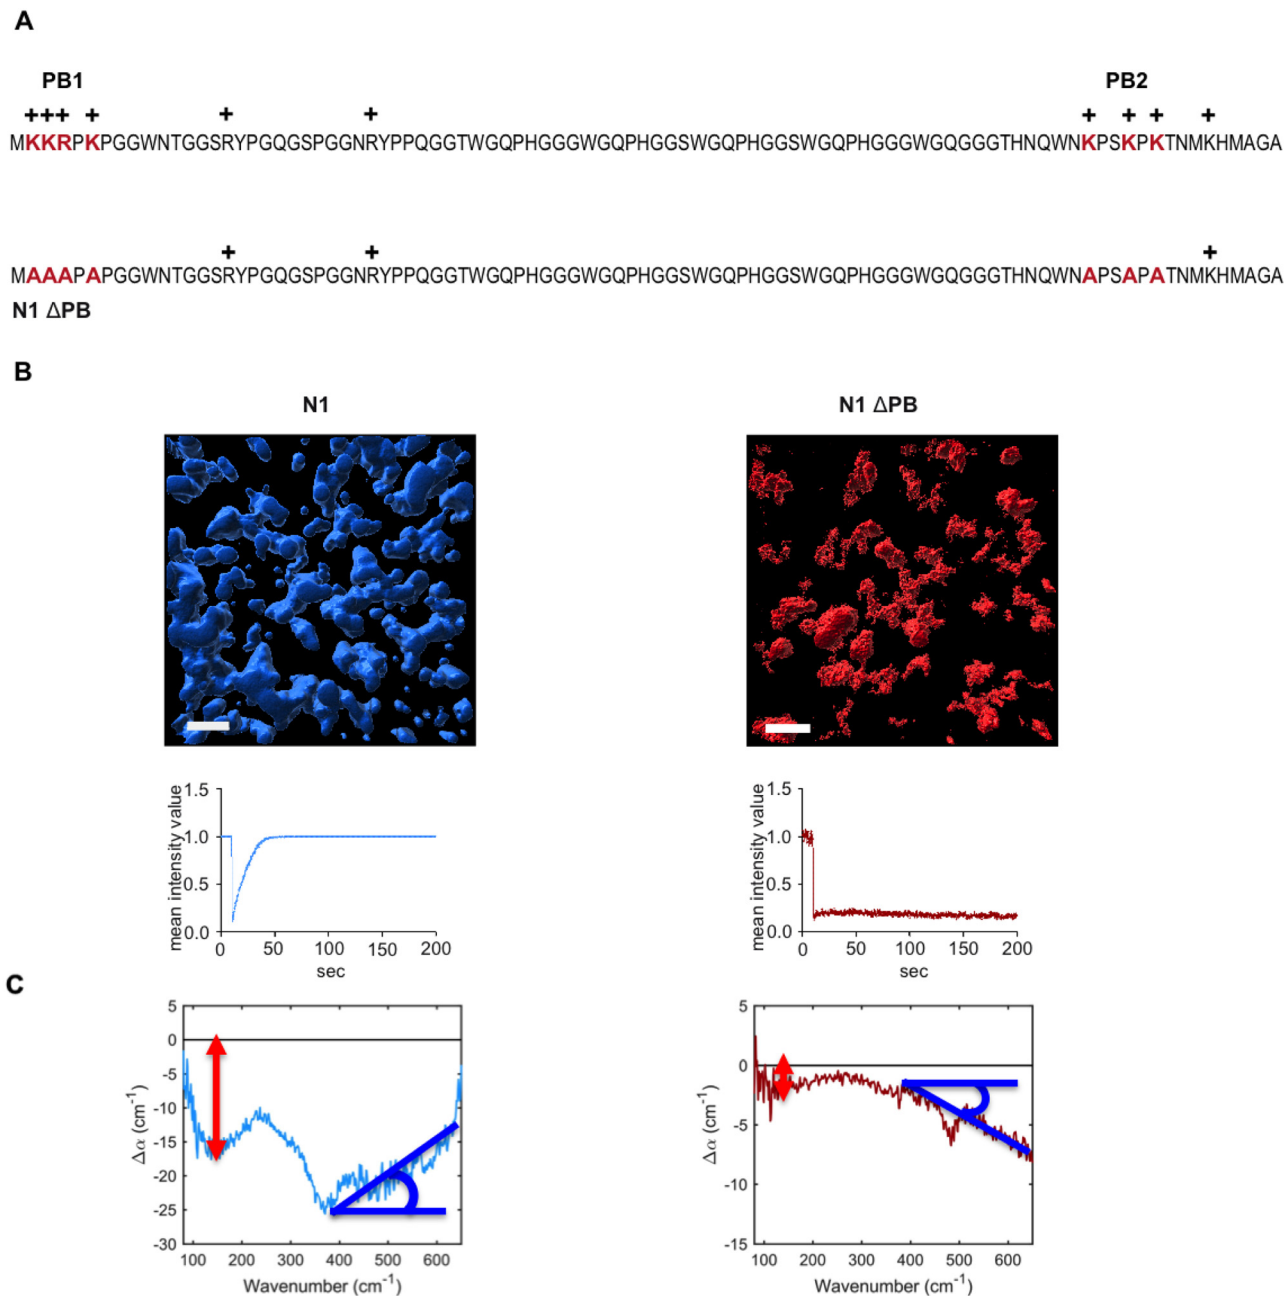 A
PB1 PB2
+++ + + + + + + +
MKKRPKPGGWNTGGSRYPGQGSPGGNRYPPQGGTWGQPHGGGWGQPHGGSWGQPHGGSWGQPHGGGWGQGGGTHNQWNKPSKPKTNMKHMAGA
+ + +
MAAAPAPGGWNTGGSRYPGQGSPGGNRYPPQGGTWGQPHGGGWGQPHGGSWGQPHGGSWGQPHGGGWGQGGGTHNQWNAPSAPATNMKHMAGA
N1 ΔPB
B
N1 N1 ΔPB
mean intensity value
1.5
1.0
0.5
0.0
0 50 100 150 200
sec
mean intensity value
1.5
1.0
0.5
0.0
0 50 100 150 200
sec
C
Δα (cm⁻¹)
5
0
-5
-10
-15
-20
-25
-30
100 200 300 400 500 600
Wavenumber (cm⁻¹)
Δα (cm⁻¹)
5
0
-5
-10
-15
100 200 300 400 500 600
Wavenumber (cm⁻¹)